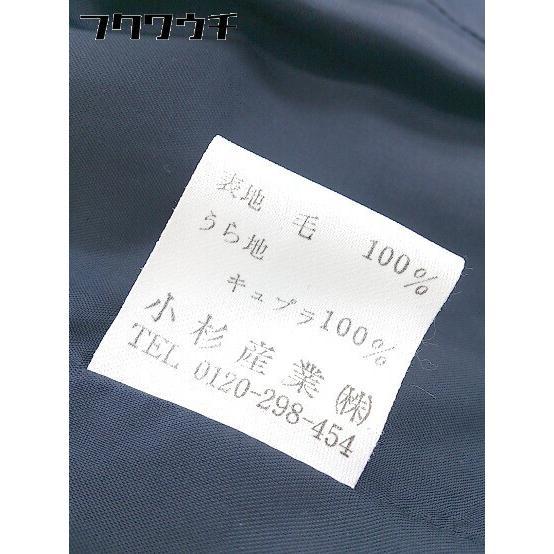 フクワウチ
表地 毛 100%
うら地
キュプラ100%
小杉産業(株)
TEL 0120-298-454